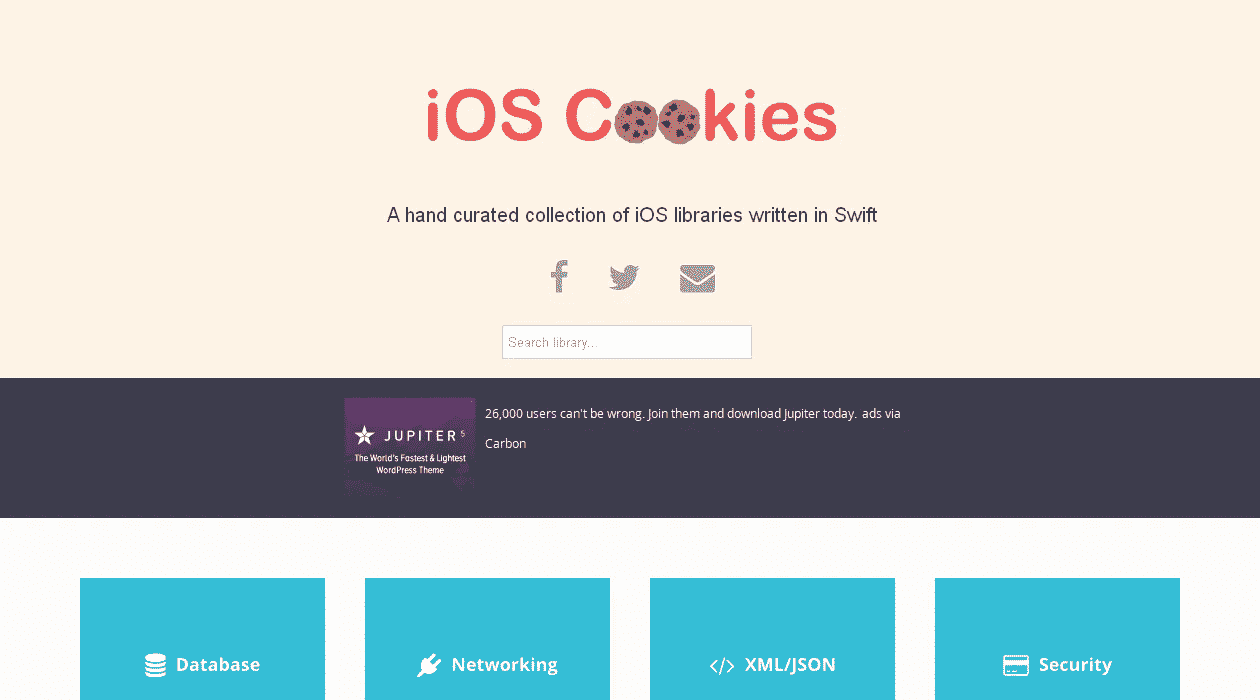 iOS Cookies
A hand curated collection of iOS libraries written in Swift
Search library...
JUPITER 5
The World's Fastest & Lightest
WordPress Theme
26,000 users can't be wrong. Join them and download Jupiter today. ads via
Carbon
Database
Networking
XML/JSON
Security